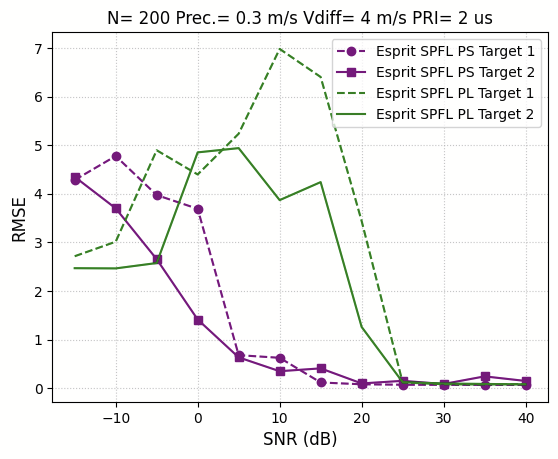 N= 200 Prec.= 0.3 m/s Vdiff= 4 m/s PRI= 2 us
Esprit SPFL PS Target 1
Esprit SPFL PS Target 2
Esprit SPFL PL Target 1
Esprit SPFL PL Target 2
7
6
5
4
3
2
1
0
RMSE
−10
0
10
20
30
40
SNR (dB)